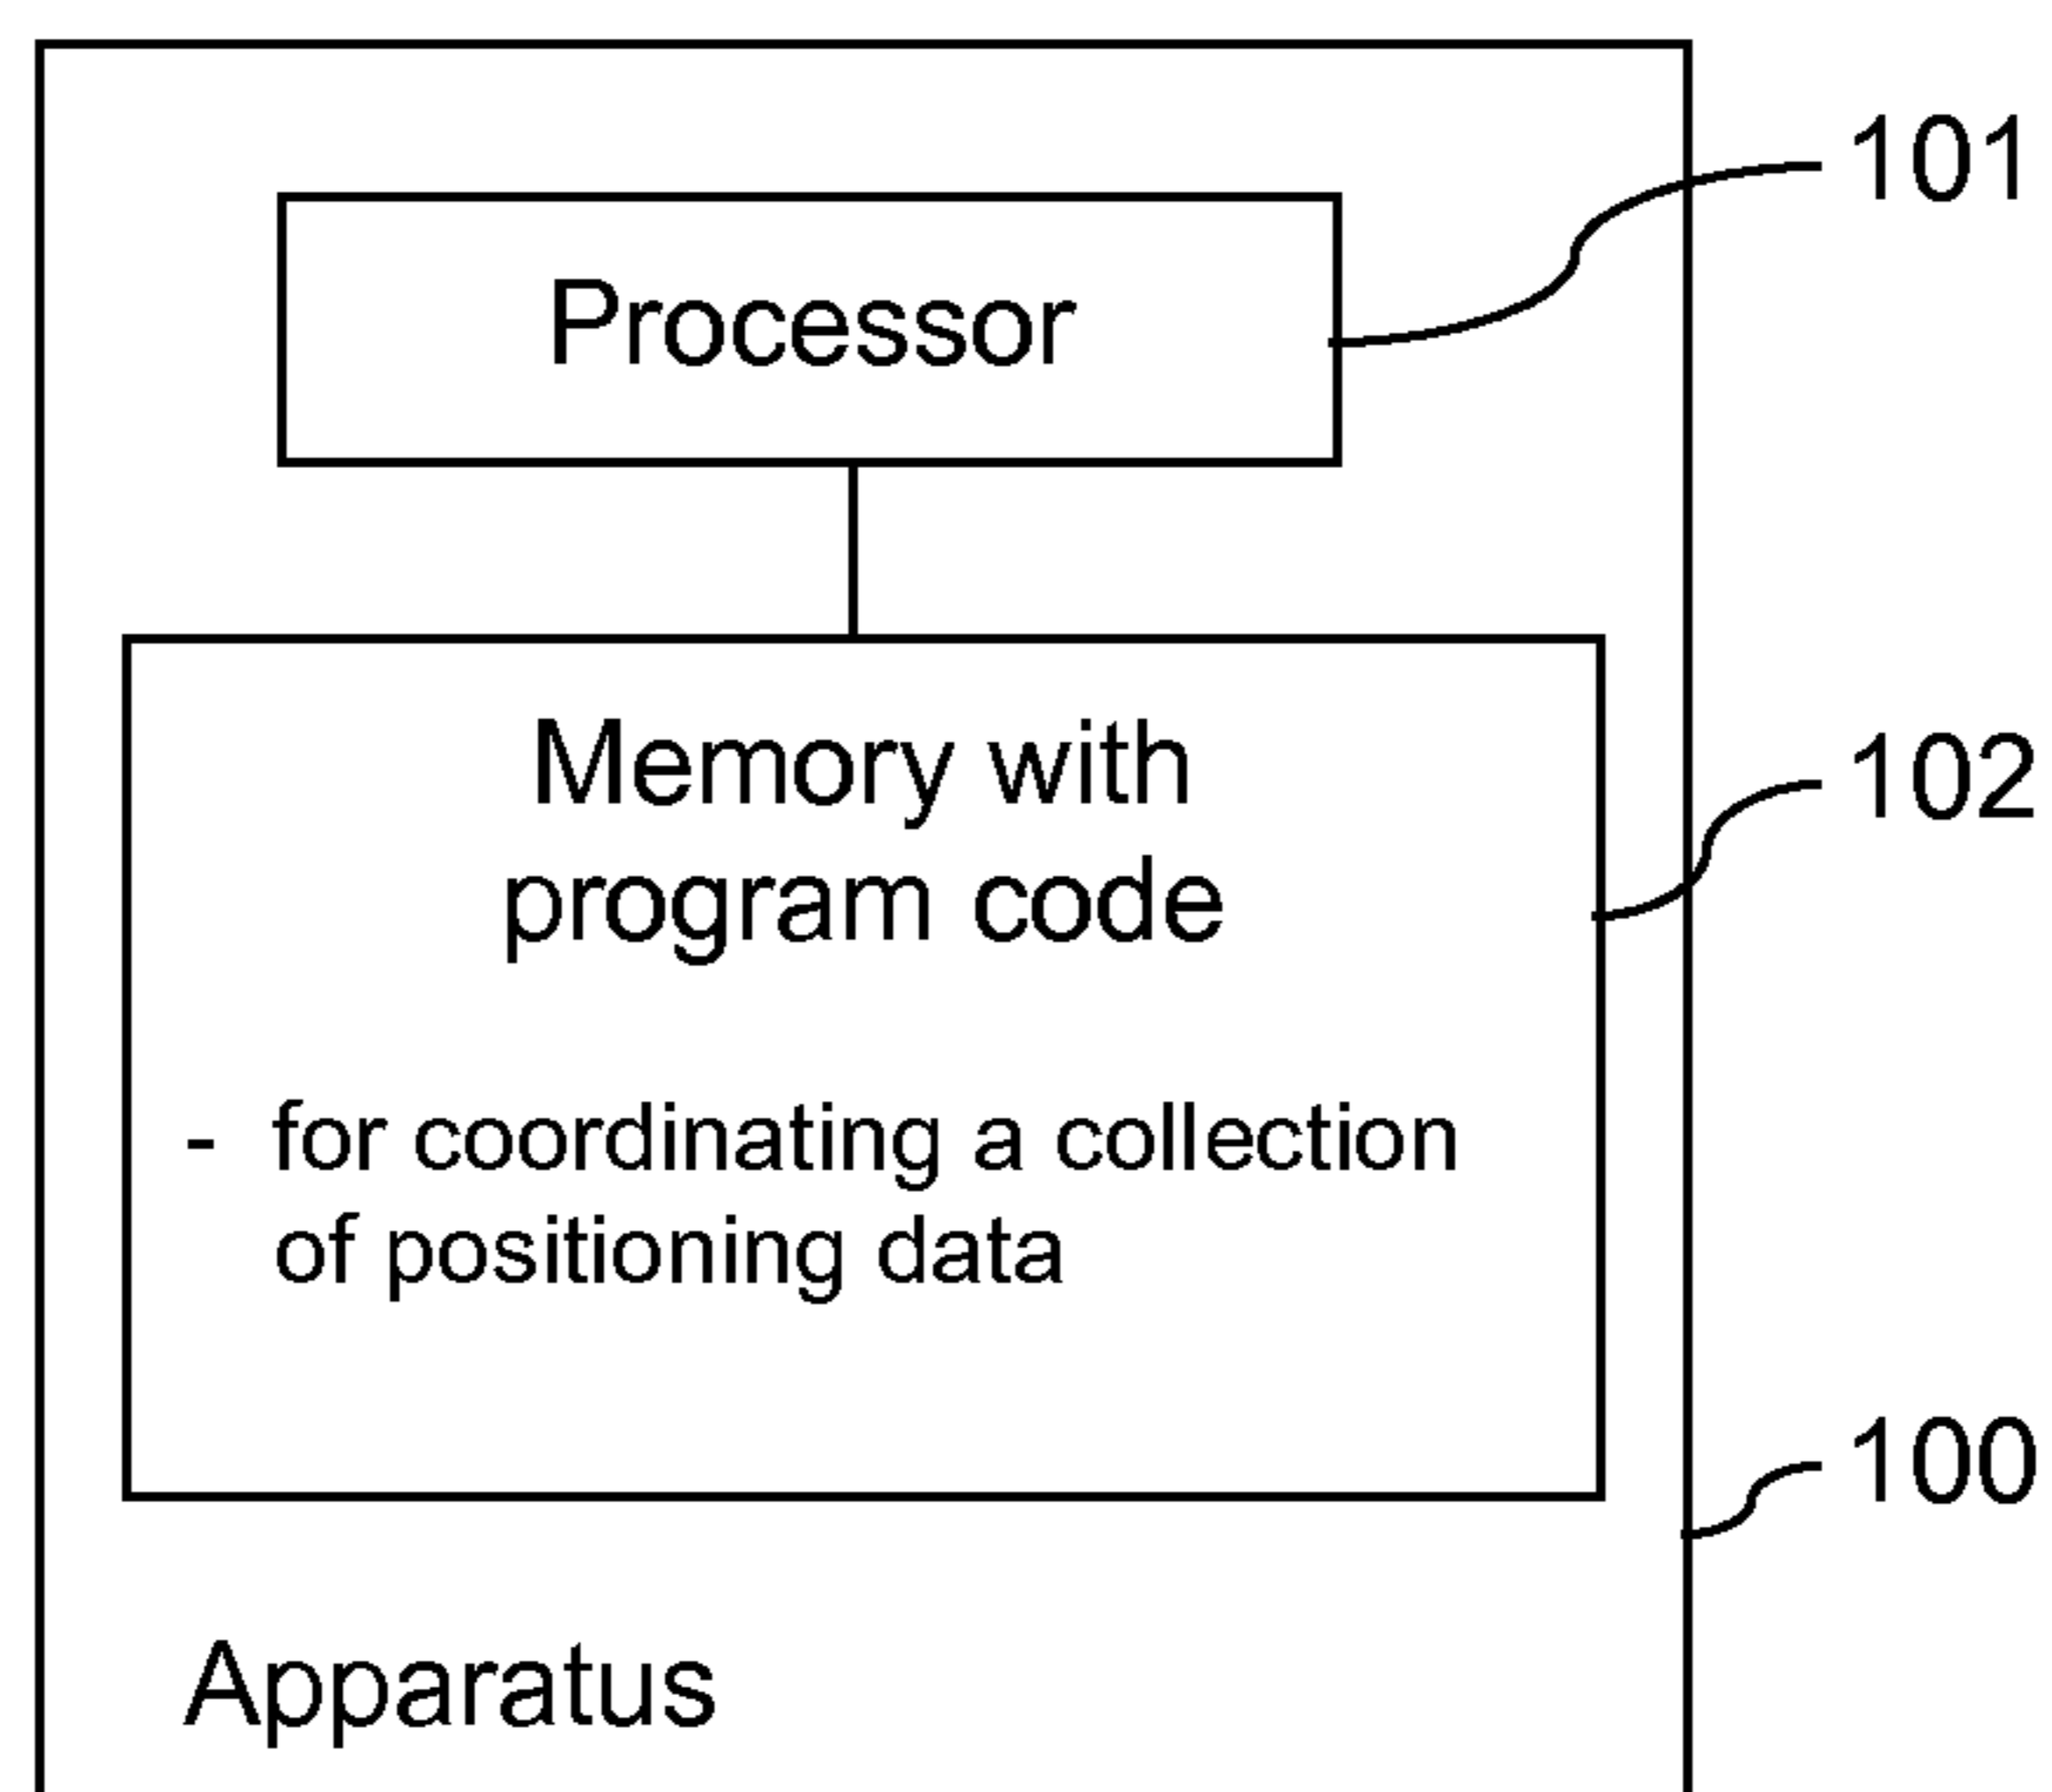 101
Processor
Memory with
program code
102
- for coordinating a collection
of positioning data
100
Apparatus